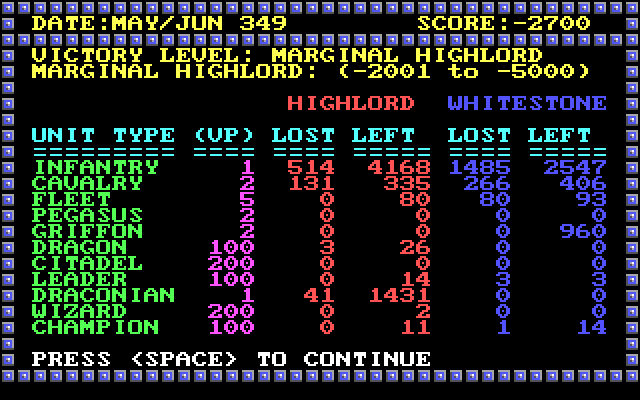 DATE:MAY/JUN 349 SCORE:-2700
VICTORY LEVEL: MARGINAL HIGHLORD
MARGINAL HIGHLORD: (-2001 to -5000)
HIGHLORD WHITESTONE
UNIT TYPE (VP) LOST LEFT LOST LEFT
========= ==== ==== ===== ==== =====
INFANTRY 1 514 4168 1485 2547
CAVALRY 2 131 335 266 406
FLEET 5 0 80 80 93
PEGASUS 2 0 0 0 0
GRIFFON 2 0 0 0 960
DRAGON 100 3 26 0 0
CITADEL 200 0 0 0 0
LEADER 100 0 14 3 3
DRACONIAN 1 41 1431 0 0
WIZARD 200 0 2 0 0
CHAMPION 100 0 11 1 14
PRESS <SPACE> TO CONTINUE